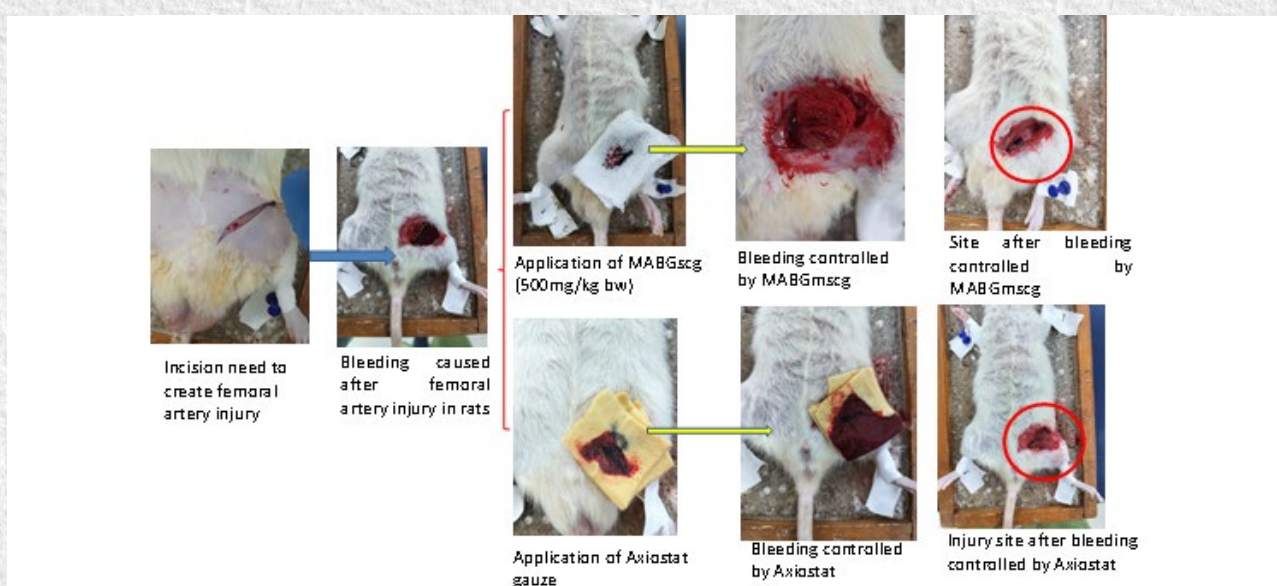 Incision need to
create femoral
artery injury
Bleeding caused
after femoral
artery injury in rats
Application of MABGscg
(500mg/kg bw)
Bleeding controlled
by MABGmscg
Site after bleeding
controlled by
MABGmscg
Application of Axiostat
gauze
Bleeding controlled
by Axiostat
Injury site after bleeding
controlled by Axiostat